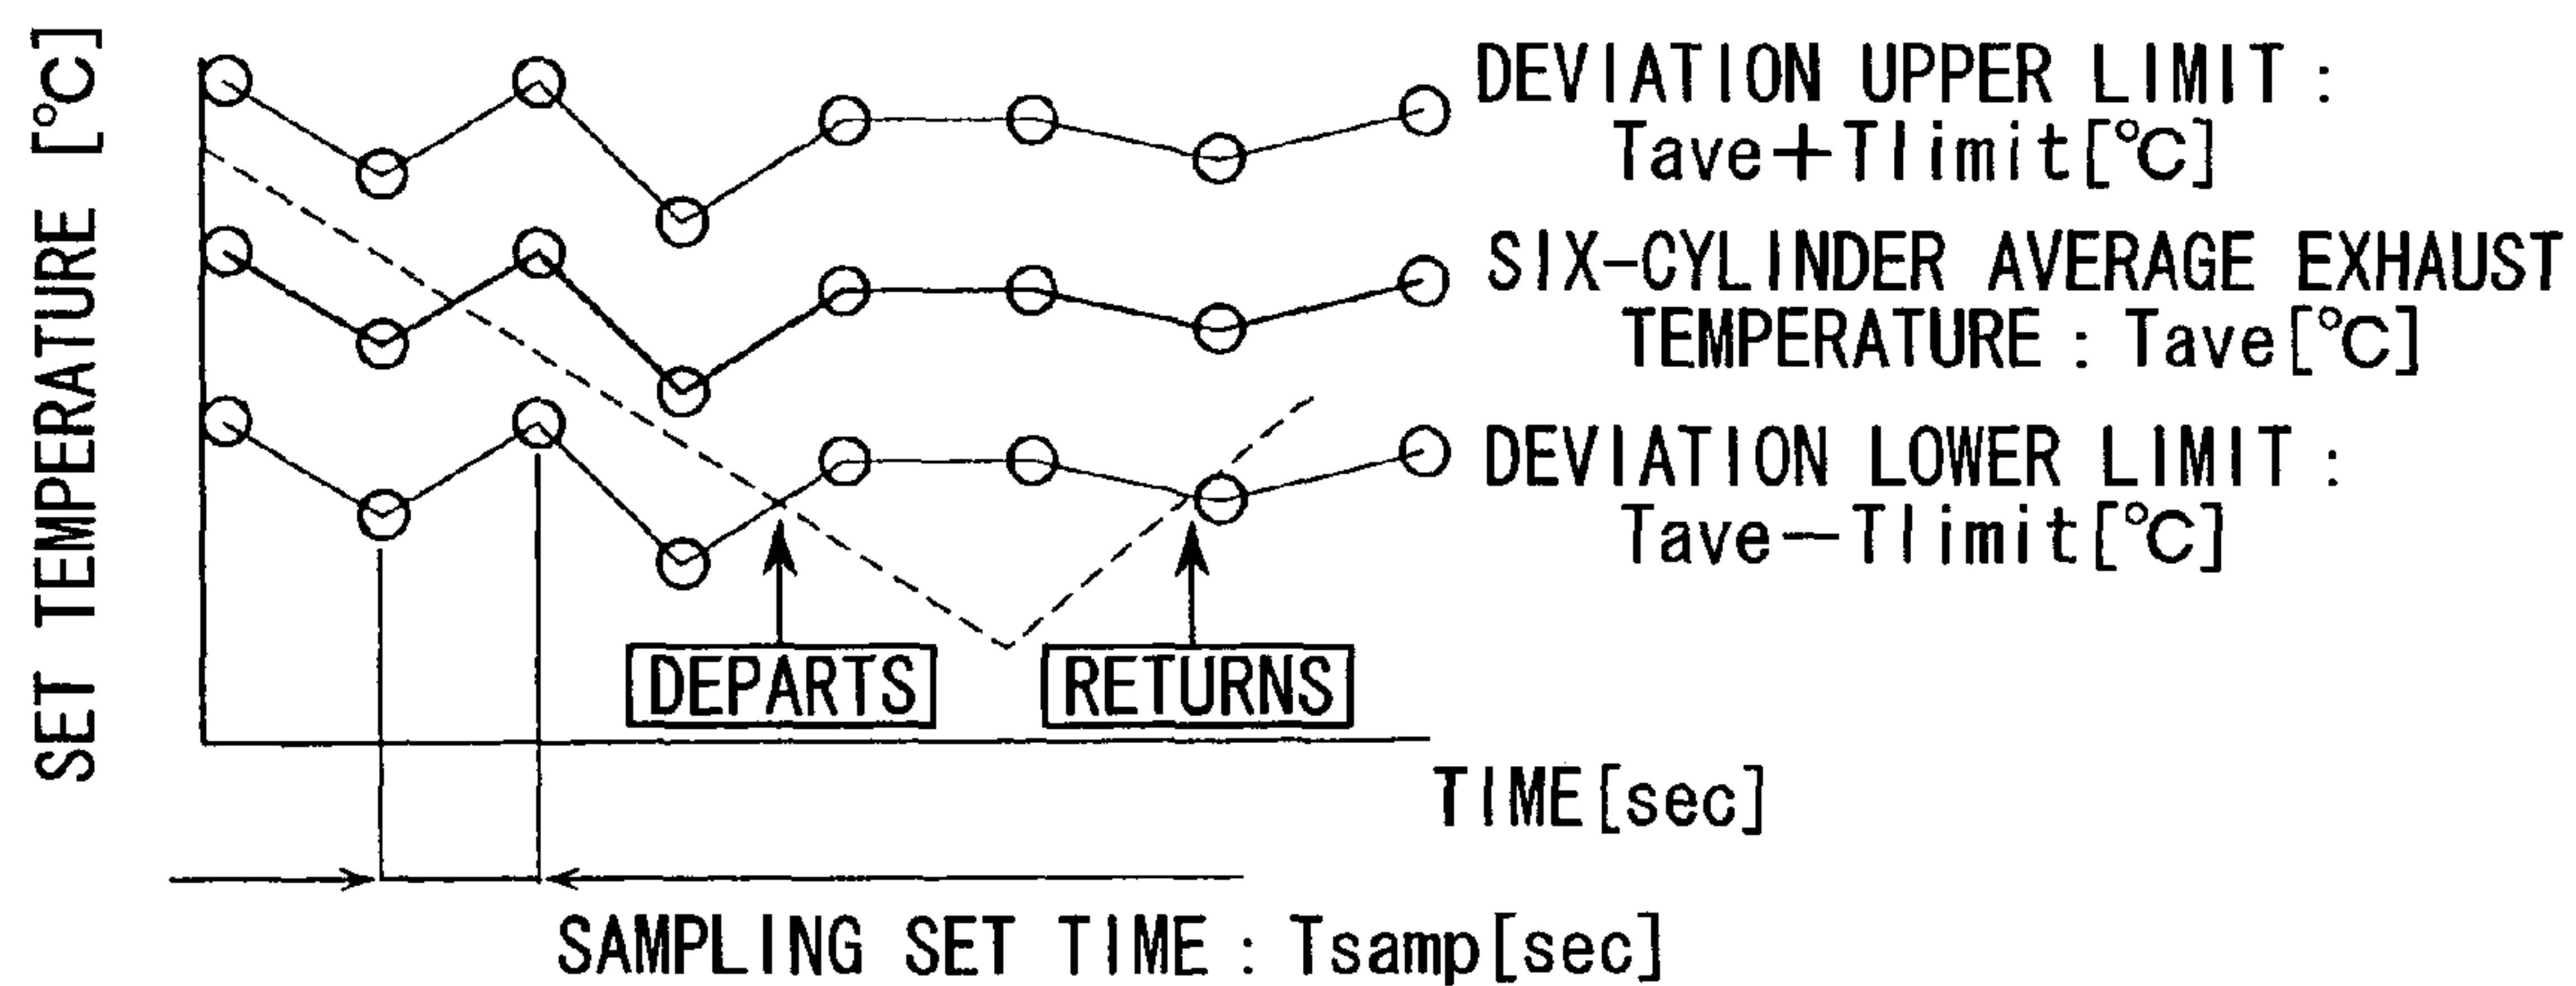 SET TEMPERATURE [°C]
DEVIATION UPPER LIMIT :
Tave+Tlimit[°C]
SIX-CYLINDER AVERAGE EXHAUST
TEMPERATURE : Tave[°C]
DEVIATION LOWER LIMIT :
Tave−Tlimit[°C]
DEPARTS
RETURNS
TIME[sec]
SAMPLING SET TIME : Tsamp[sec]